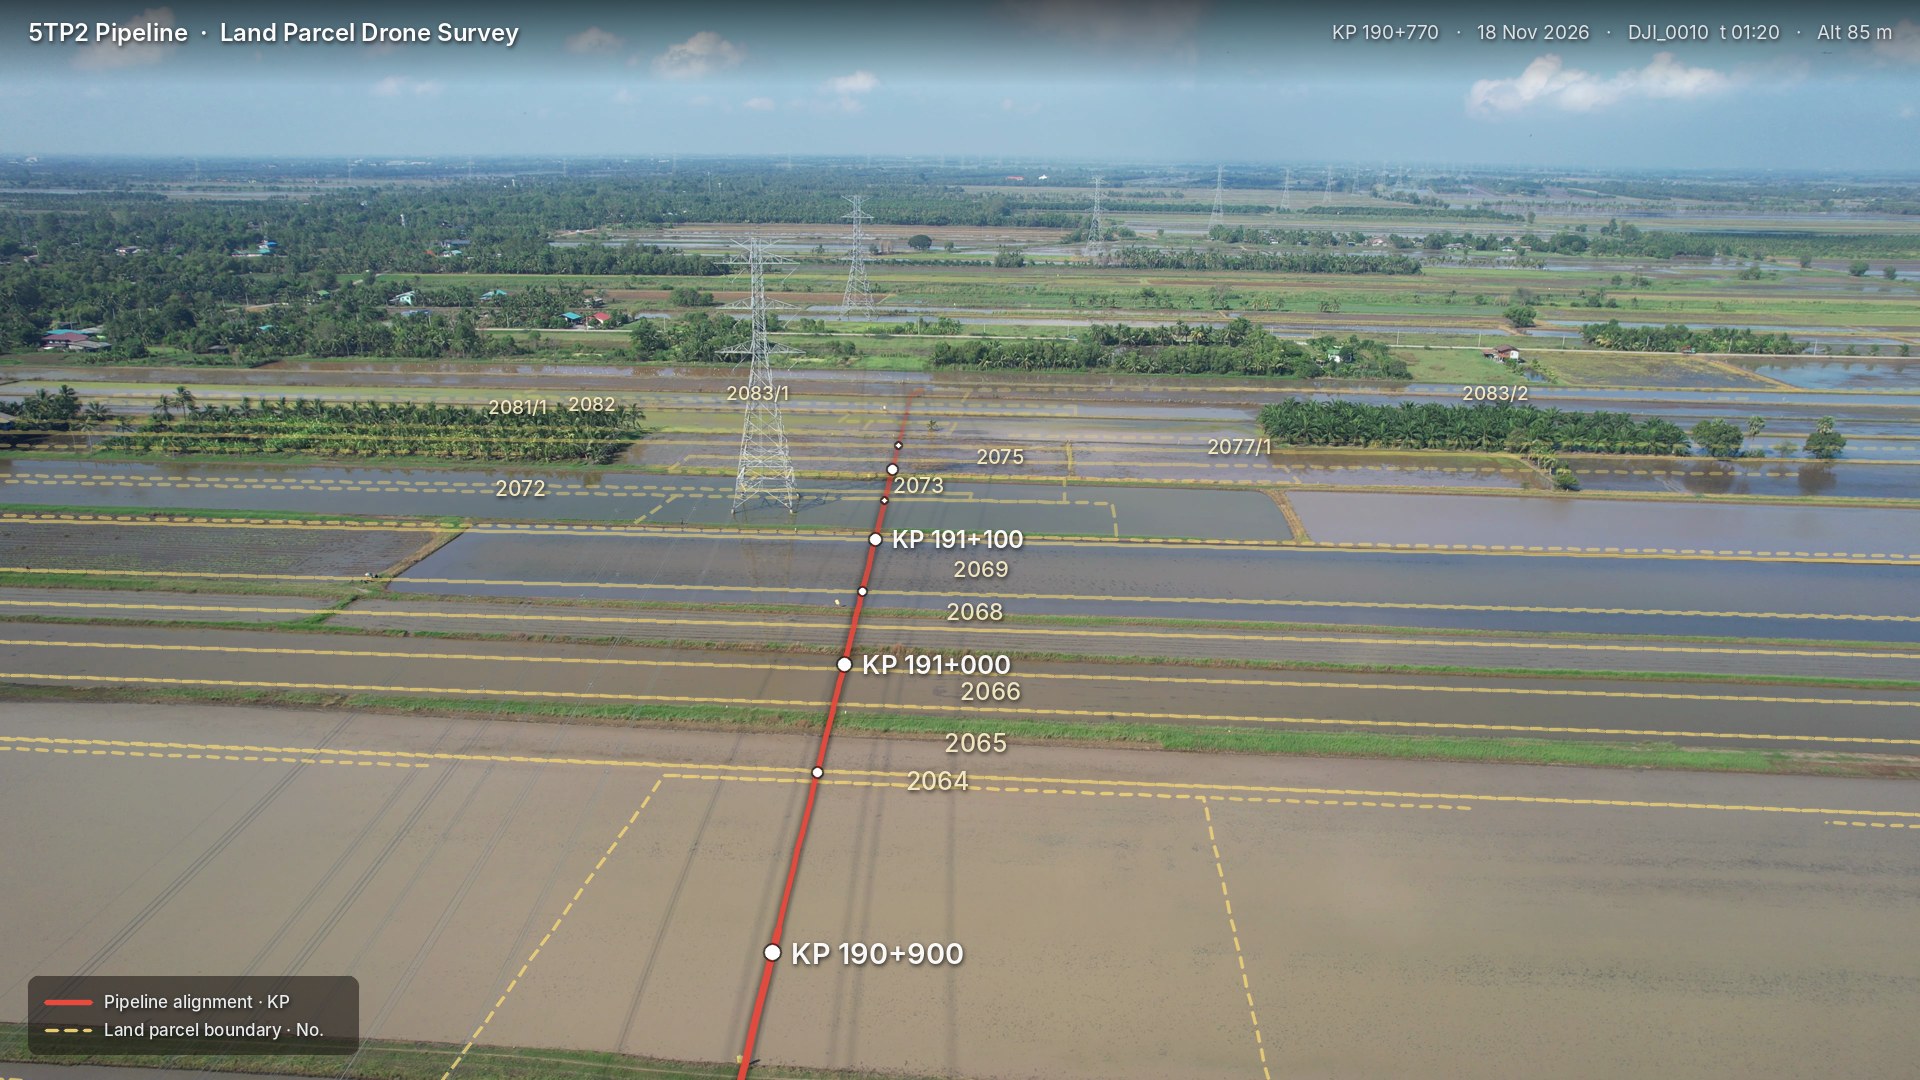 5TP2 Pipeline · Land Parcel Drone Survey
KP 190+770 · 18 Nov 2026 · DJI_0010 t 01:20 · Alt 85 m
2083/1
2083/2
2081/1
2082
2077/1
2075
2073
2072
KP 191+100
2069
2068
KP 191+000
2066
2065
2064
KP 190+900
Pipeline alignment · KP
Land parcel boundary · No.